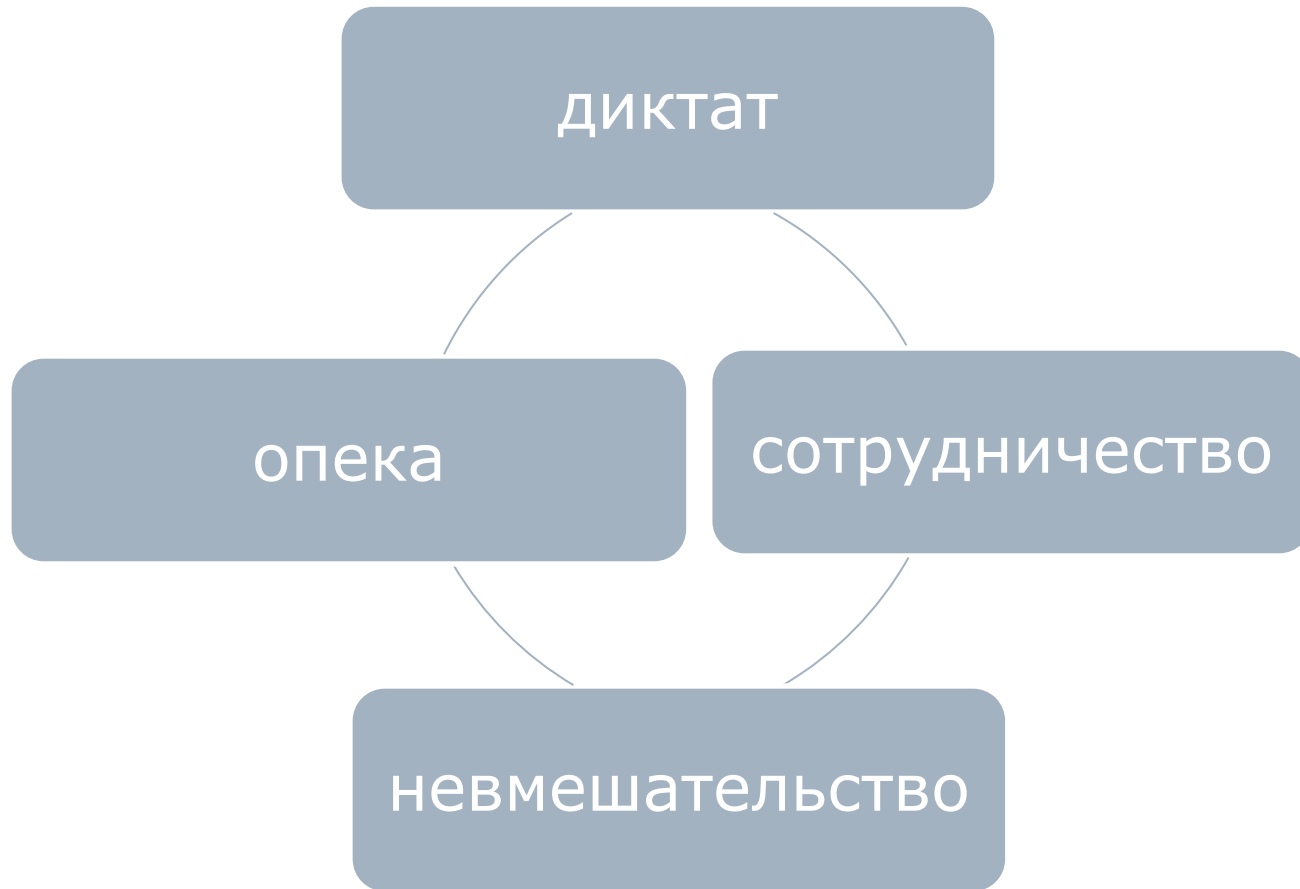 диктат
опека
сотрудничество
невмешательство